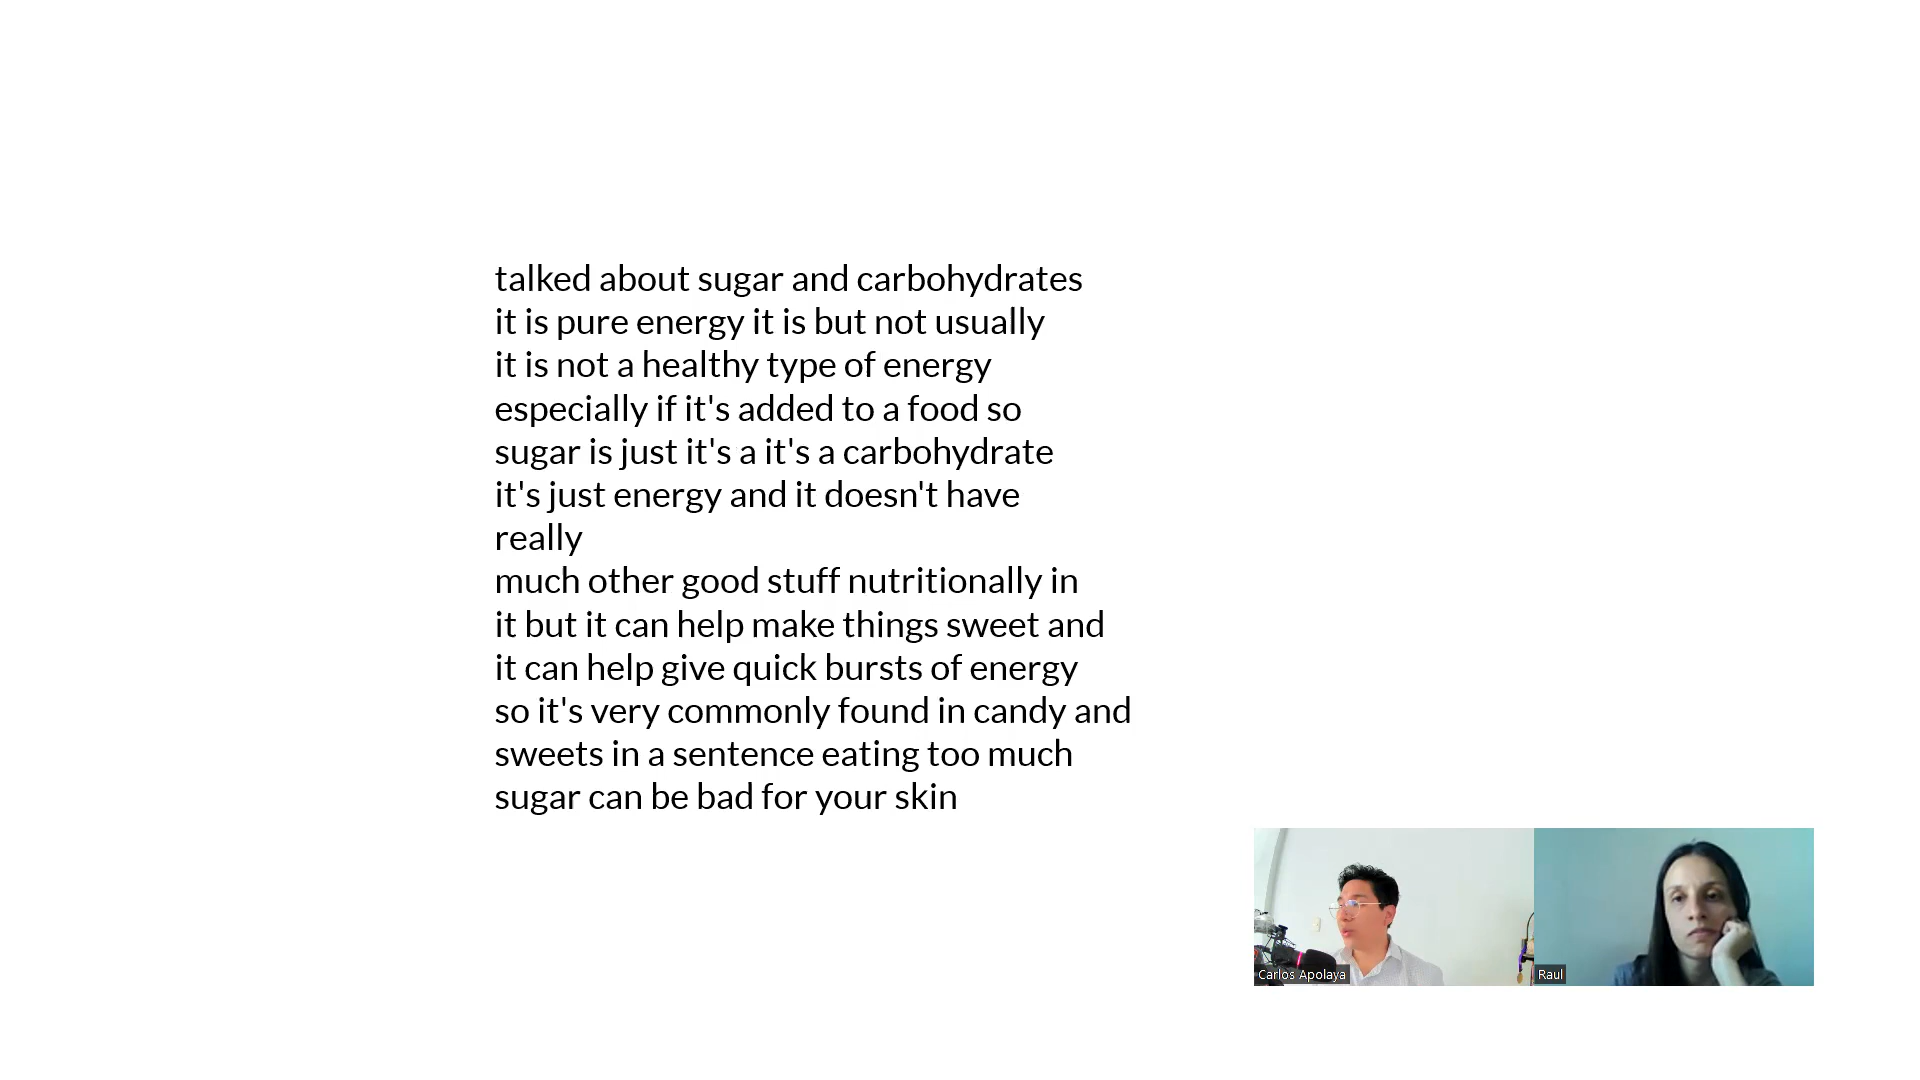 talked about sugar and carbohydrates
it is pure energy it is but not usually
it is not a healthy type of energy
especially if it's added to a food so
sugar is just it's a it's a carbohydrate
it's just energy and it doesn't have
really
much other good stuff nutritionally in
it but it can help make things sweet and
it can help give quick bursts of energy
so it's very commonly found in candy and
sweets in a sentence eating too much
sugar can be bad for your skin
Carlos Apolaya
Raul